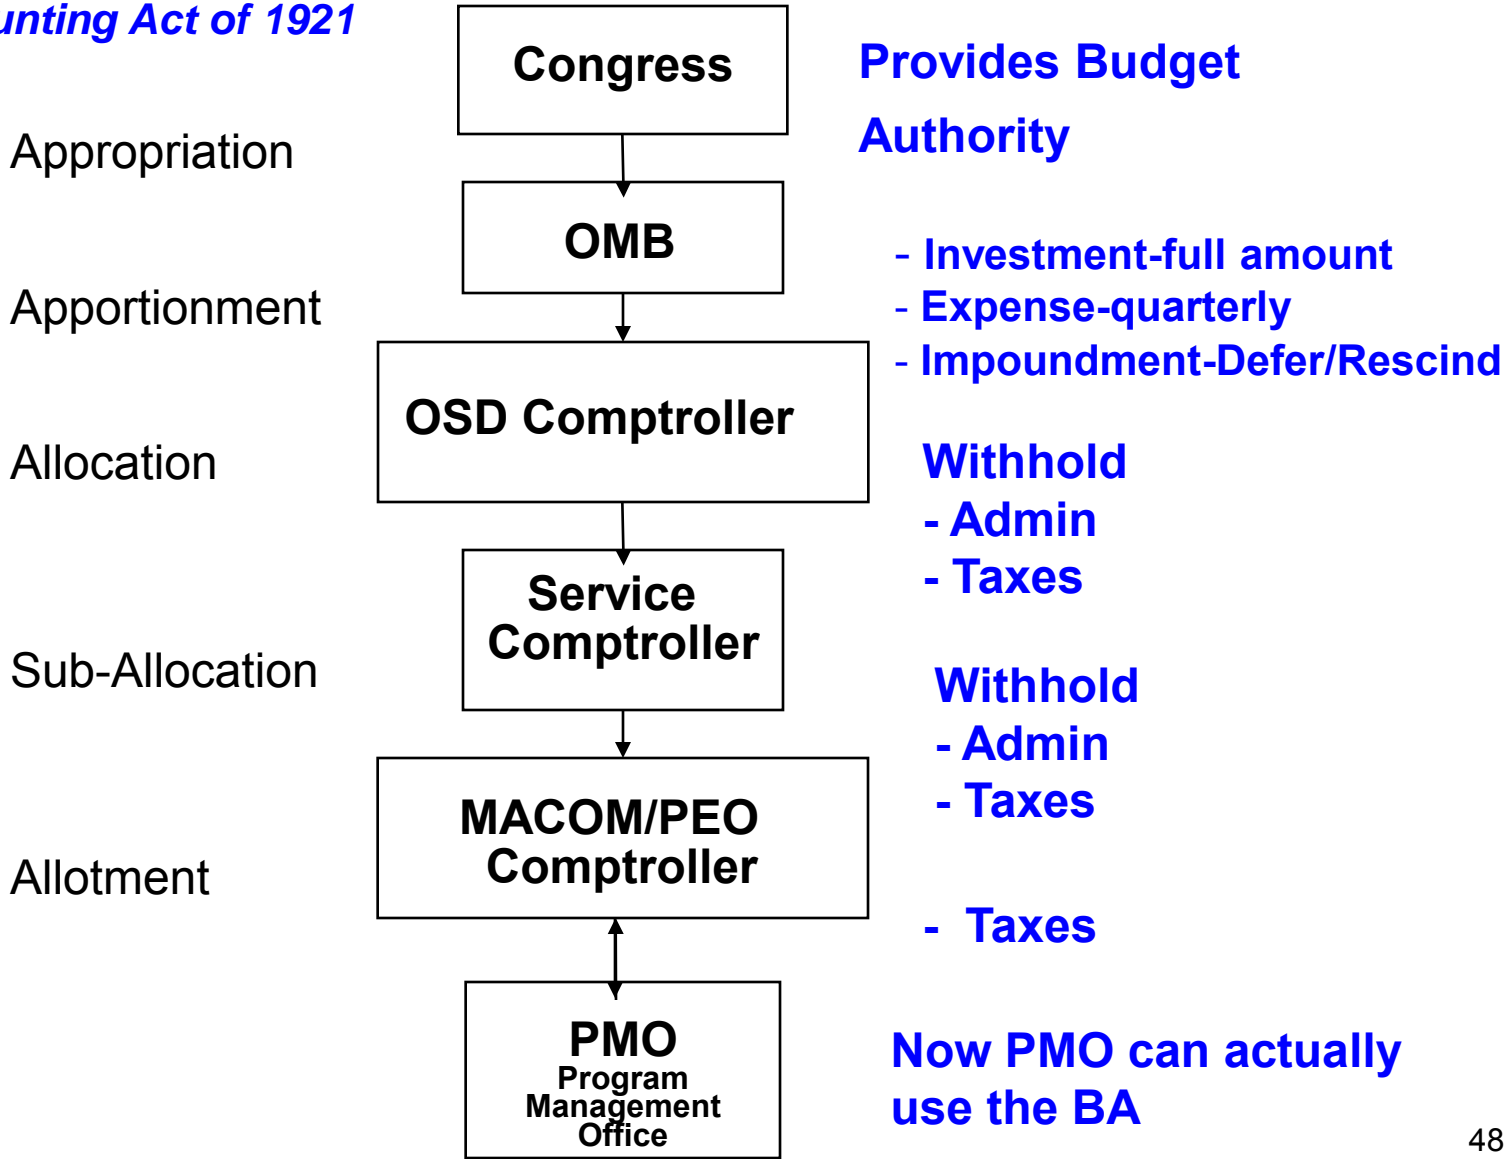 Act of 1921
Congress
Provides Budget
Authority
Appropriation
OMB
- Investment-full amount
- Expense-quarterly
- Impoundment-Defer/Rescind
Apportionment
OSD Comptroller
Allocation
Withhold
- Admin
- Taxes
Service
Comptroller
Sub-Allocation
Withhold
- Admin
- Taxes
MACOM/PEO
Comptroller
Allotment
- Taxes
PMO
Program
Management
Office
Now PMO can actually
use the BA
48